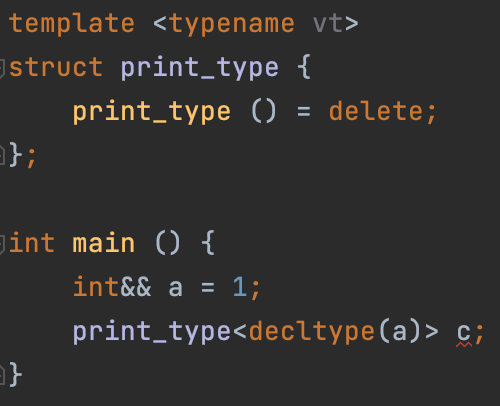 template <typename vt>
struct print_type {
    print_type () = delete;
};

int main () {
    int&& a = 1;
    print_type<decltype(a)> c;
}